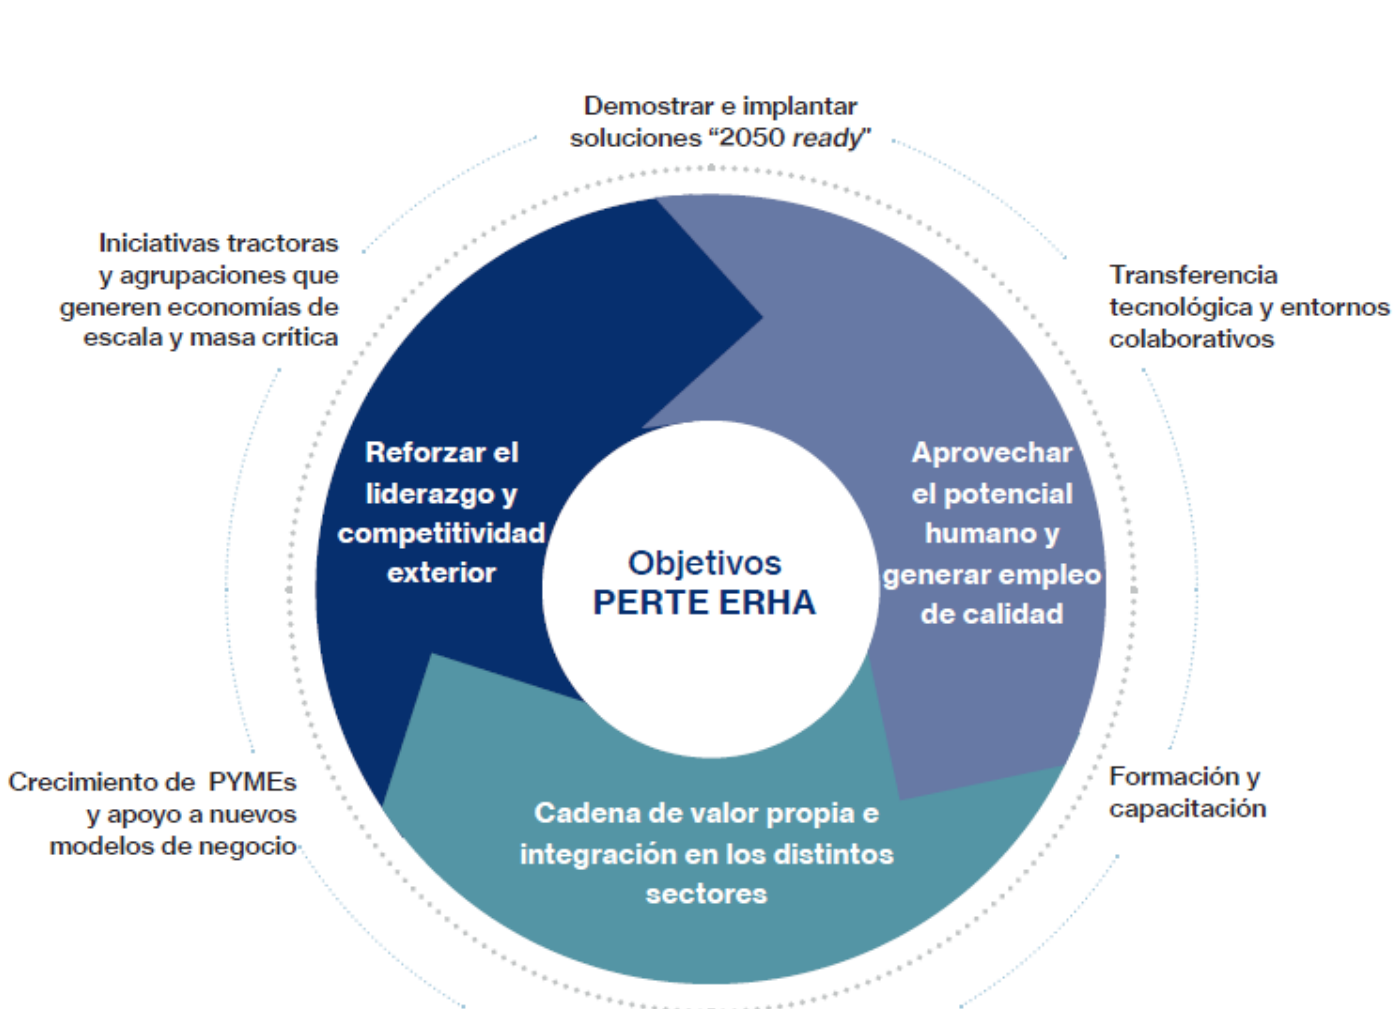 Demostrar e implantar
soluciones “2050 ready”
Iniciativas tractoras
y agrupaciones que
generen economías de
escala y masa crítica
Transferencia
tecnológica y entornos
colaborativos
Reforzar el
liderazgo y
competitividad
exterior
Objetivos
PERTE ERHA
Aprovechar
el potencial
humano y
generar empleo
de calidad
Crecimiento de PYMEs
y apoyo a nuevos
modelos de negocio
Cadena de valor propia e
integración en los distintos
sectores
Formación y
capacitación